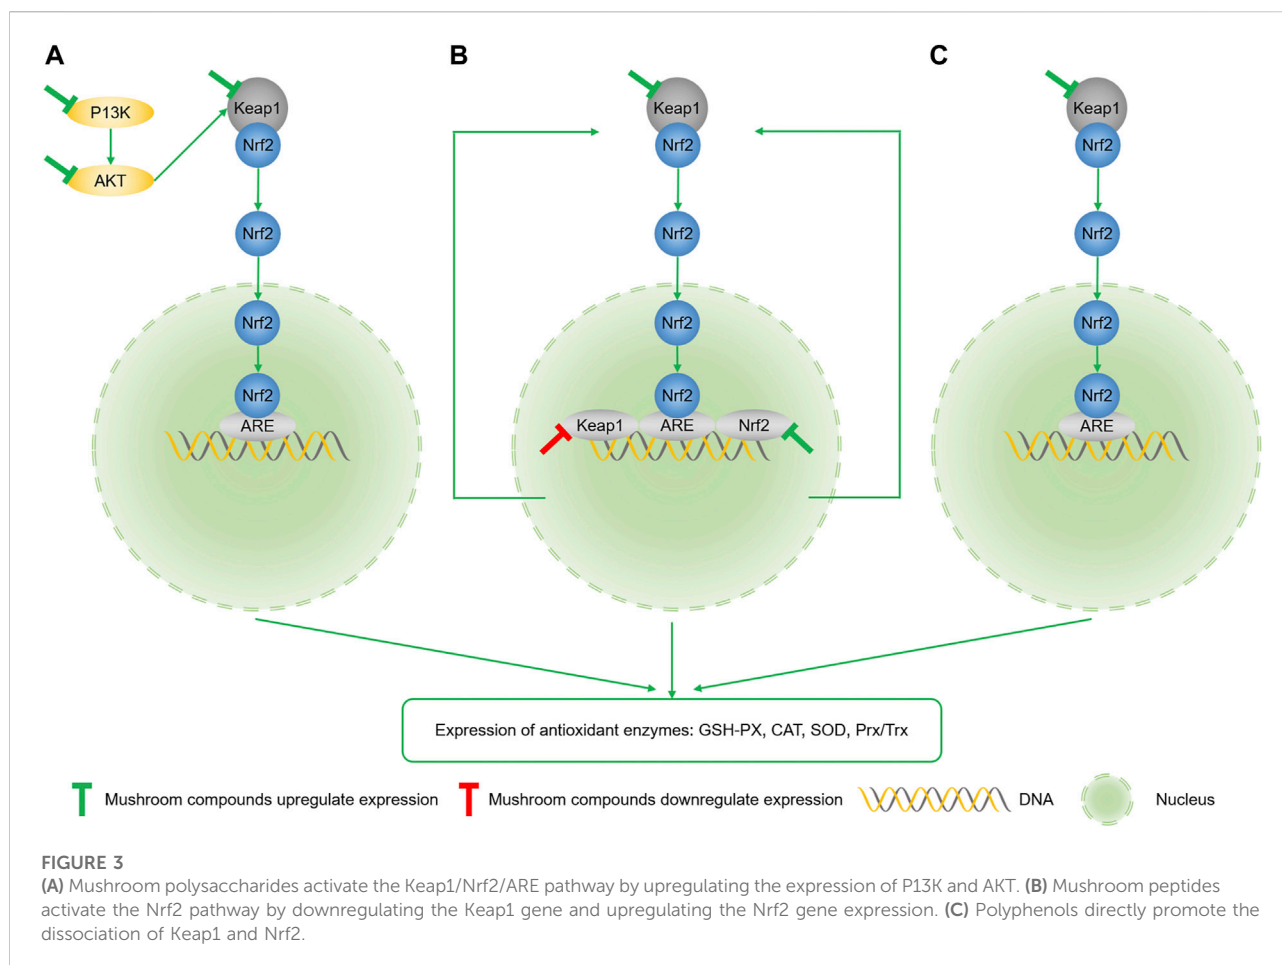 A
B
C
P13K
AKT
Keap1
Nrf2
Nrf2
Nrf2
Nrf2
ARE
Keap1
Nrf2
Nrf2
Nrf2
Nrf2
Keap1
ARE
Nrf2
Keap1
Nrf2
Nrf2
Nrf2
Nrf2
ARE
Expression of antioxidant enzymes: GSH-PX, CAT, SOD, Prx/Trx
Mushroom compounds upregulate expression
Mushroom compounds downregulate expression
DNA
Nucleus
FIGURE 3
(A) Mushroom polysaccharides activate the Keap1/Nrf2/ARE pathway by upregulating the expression of P13K and AKT. (B) Mushroom peptides
activate the Nrf2 pathway by downregulating the Keap1 gene and upregulating the Nrf2 gene expression. (C) Polyphenols directly promote the
dissociation of Keap1 and Nrf2.